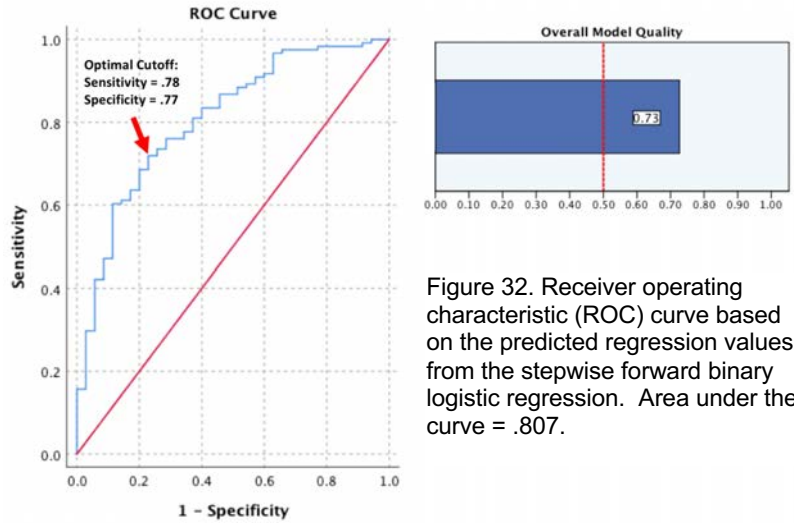 ROC Curve
1.0
0.8
0.6
0.4
0.2
0.0
Sensitivity
Optimal Cutoff:
Sensitivity = .78
Specificity = .77
0.0 0.2 0.4 0.6 0.8 1.0
1 - Specificity
Overall Model Quality
0.73
0.00 0.10 0.20 0.30 0.40 0.50 0.60 0.70 0.80 0.90 1.00
Figure 32. Receiver operating
characteristic (ROC) curve based
on the predicted regression values
from the stepwise forward binary
logistic regression. Area under the
curve = .807.